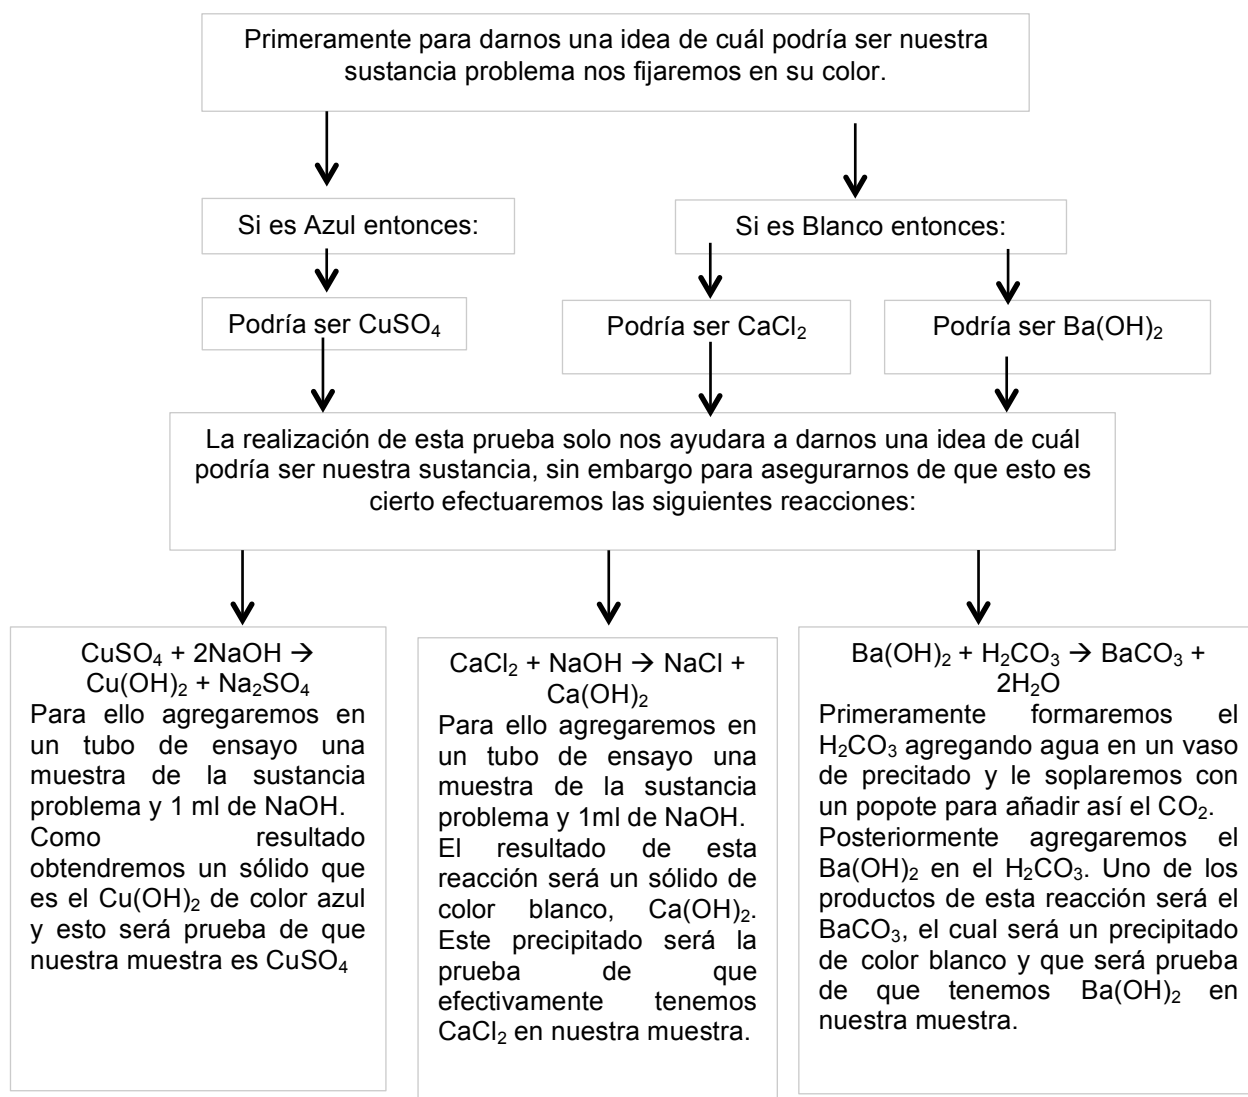 Primeramente para darnos una idea de cuál podría ser nuestra
sustancia problema nos fijaremos en su color.
Si es Azul entonces:
Si es Blanco entonces:
Podría ser CuSO₄
Podría ser CaCl₂
Podría ser Ba(OH)₂
La realización de esta prueba solo nos ayudara a darnos una idea de cuál
podría ser nuestra sustancia, sin embargo para asegurarnos de que esto es
cierto efectuaremos las siguientes reacciones:
CuSO₄ + 2NaOH →
Cu(OH)₂ + Na₂SO₄
Para ello agregaremos en
un tubo de ensayo una
muestra de la sustancia
problema y 1 ml de NaOH.
Como resultado
obtendremos un sólido que
es el Cu(OH)₂ de color azul
y esto será prueba de que
nuestra muestra es CuSO₄
CaCl₂ + NaOH → NaCl +
Ca(OH)₂
Para ello agregaremos en
un tubo de ensayo una
muestra de la sustancia
problema y 1ml de NaOH.
El resultado de esta
reacción será un sólido de
color blanco, Ca(OH)₂.
Este precipitado será la
prueba de que
efectivamente tenemos
CaCl₂ en nuestra muestra.
Ba(OH)₂ + H₂CO₃ → BaCO₃ +
2H₂O
Primeramente formaremos el
H₂CO₃ agregando agua en un vaso
de precitado y le soplaremos con
un popote para añadir así el CO₂.
Posteriormente agregaremos el
Ba(OH)₂ en el H₂CO₃. Uno de los
productos de esta reacción será el
BaCO₃, el cual será un precipitado
de color blanco y que será prueba
de que tenemos Ba(OH)₂ en
nuestra muestra.